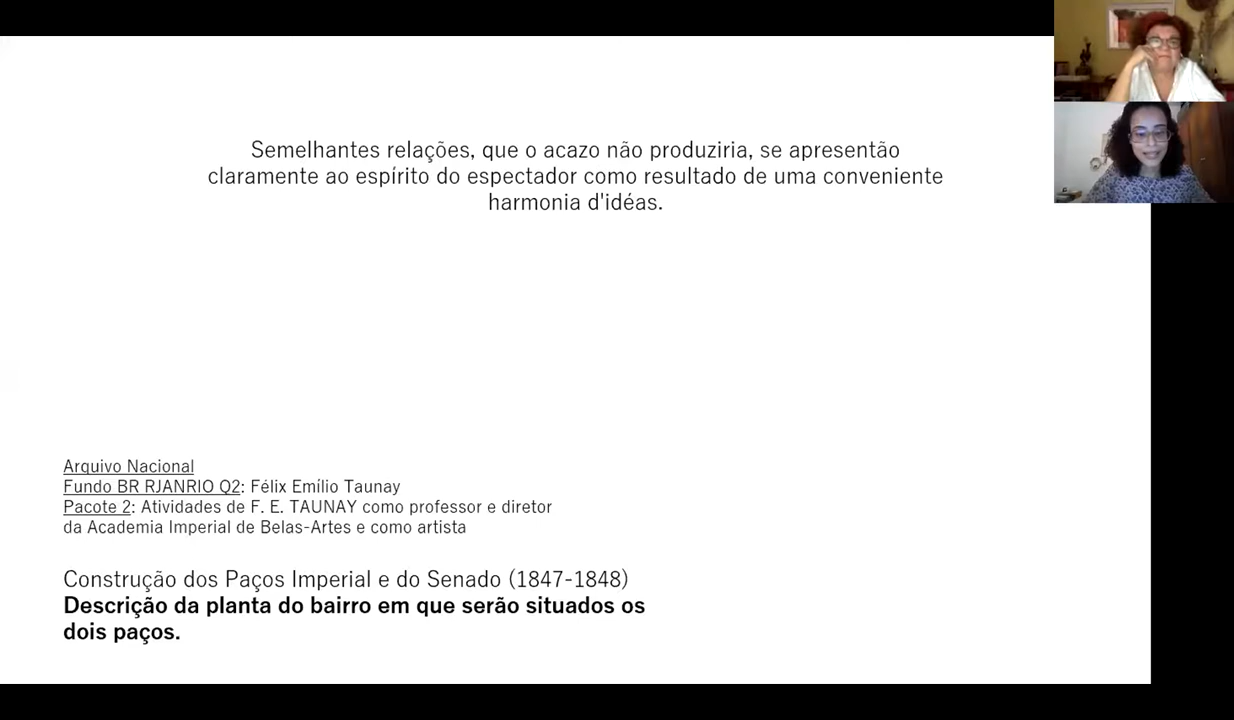 Semelhantes relações, que o acazo não produziria, se apresentão
claramente ao espírito do espectador como resultado de uma conveniente
harmonia d'idéas.
Arquivo Nacional
Fundo BR RJANRIO Q2: Félix Emílio Taunay
Pacote 2: Atividades de F. E. TAUNAY como professor e diretor
da Academia Imperial de Belas-Artes e como artista
Construção dos Paços Imperial e do Senado (1847-1848)
Descrição da planta do bairro em que serão situados os
dois paços.